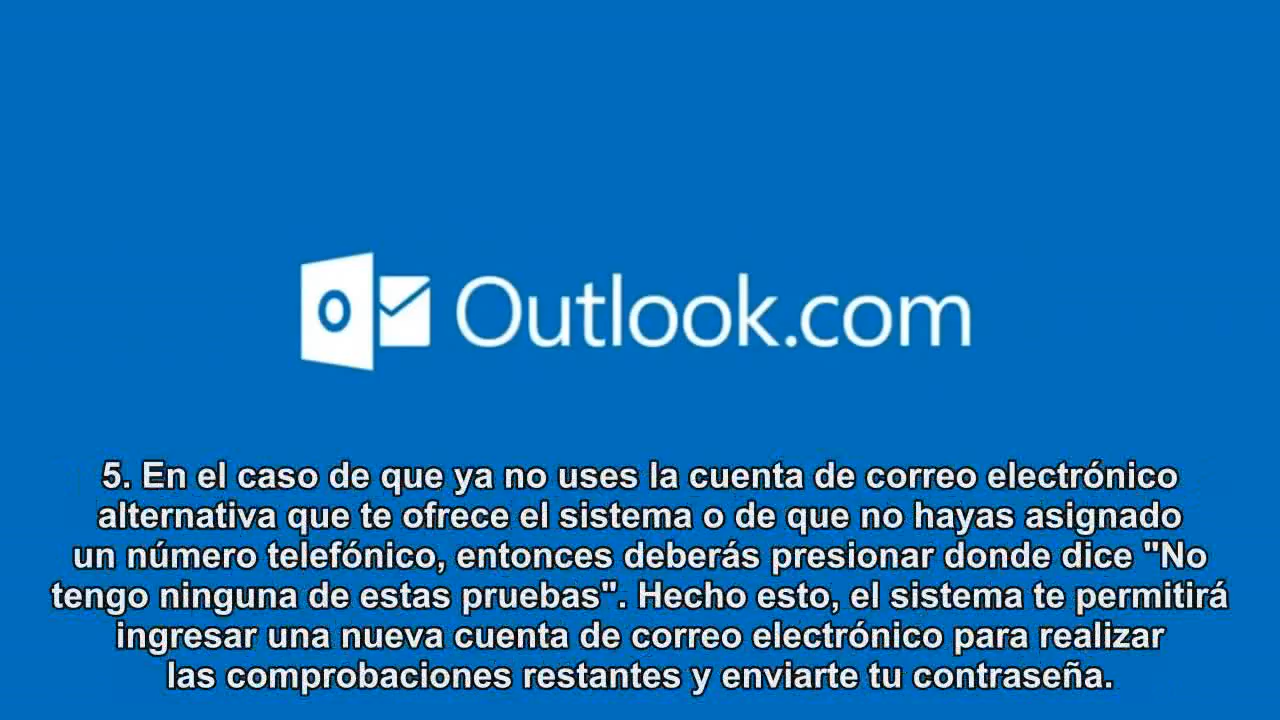 O Outlook.com
5. En el caso de que ya no uses la cuenta de correo electrónico
alternativa que te ofrece el sistema o de que no hayas asignado
un número telefónico, entonces deberás presionar donde dice "No
tengo ninguna de estas pruebas". Hecho esto, el sistema te permitirá
ingresar una nueva cuenta de correo electrónico para realizar
las comprobaciones restantes y enviarte tu contraseña.